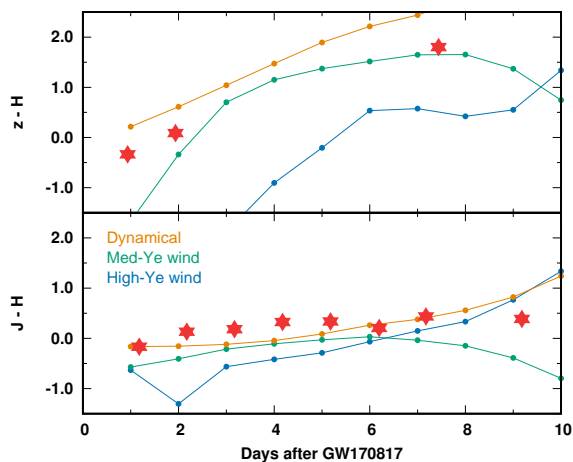 z - H
2.0
1.0
0.0
-1.0
J - H
Dynamical
Med-Ye wind
High-Ye wind
2.0
1.0
0.0
-1.0
0 2 4 6 8 10
Days after GW170817